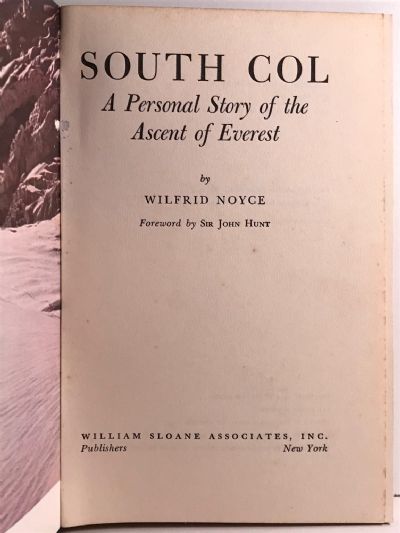 SOUTH COL
A Personal Story of the
Ascent of Everest
by
WILFRID NOYCE
Foreword by SIR JOHN HUNT
WILLIAM SLOANE ASSOCIATES, INC.
Publishers New York